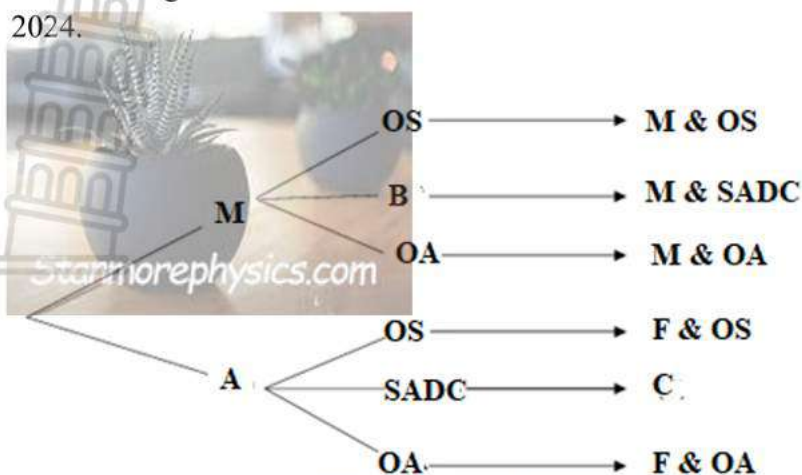 2024.
OS M & OS
B M & SADC
M
OA M & OA
Stanmorephysics.com
OS F & OS
A SADC C
OA F & OA